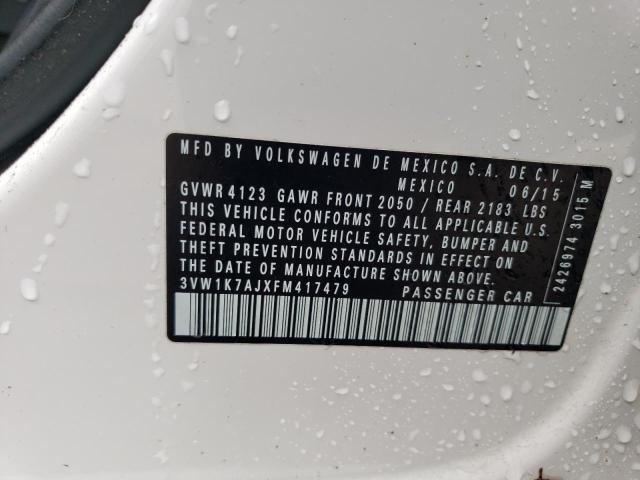 MFD BY VOLKSWAGEN DE MEXICO S.A. DE C.V.
MEXICO 06/15
GVWR 4123 GAWR FRONT 2050 / REAR 2183 LBS
THIS VEHICLE CONFORMS TO ALL APPLICABLE U.S.
FEDERAL MOTOR VEHICLE SAFETY, BUMPER AND
THEFT PREVENTION STANDARDS IN EFFECT ON
THE DATE OF MANUFACTURE SHOWN ABOVE.
3VW1K7AJXFM417479 PASSENGER CAR
2426974 3015 M